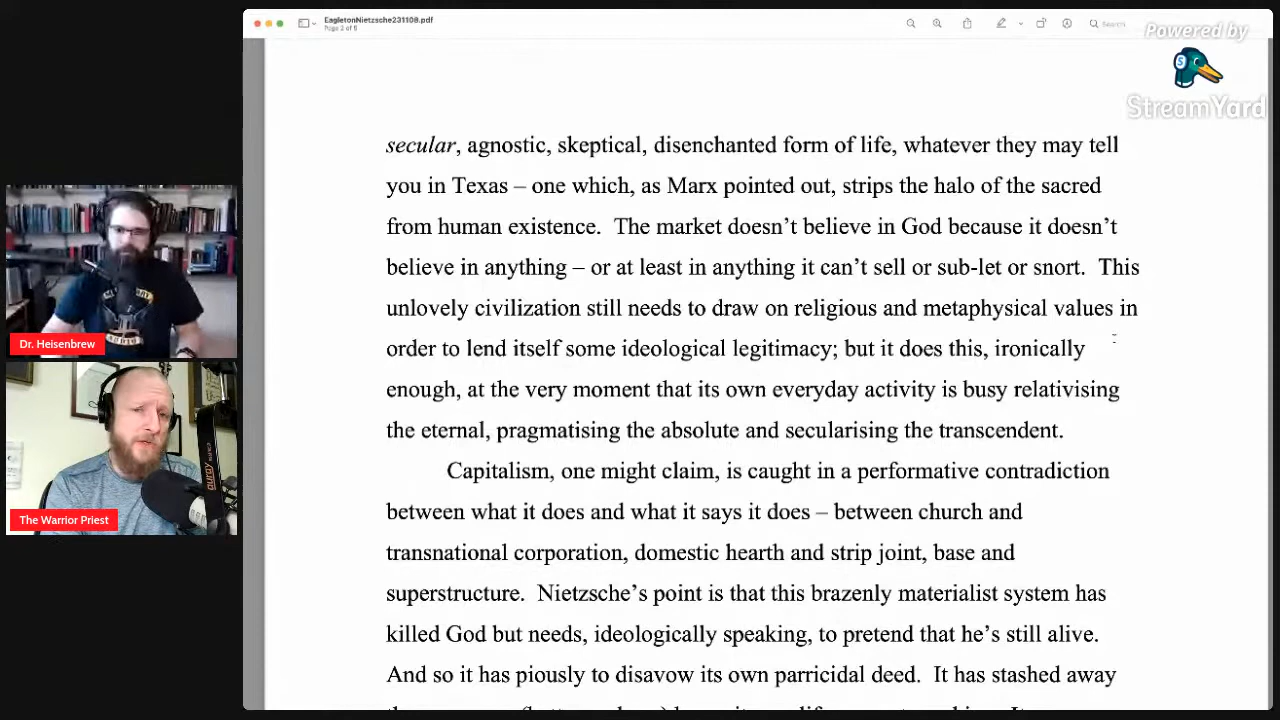 EagletonNietzsche231108.pdf
Search
Powered by
StreamYard
secular, agnostic, skeptical, disenchanted form of life, whatever they may tell
you in Texas – one which, as Marx pointed out, strips the halo of the sacred
from human existence.  The market doesn’t believe in God because it doesn’t
believe in anything – or at least in anything it can’t sell or sub-let or snort.  This
unlovely civilization still needs to draw on religious and metaphysical values in
order to lend itself some ideological legitimacy; but it does this, ironically
enough, at the very moment that its own everyday activity is busy relativising
the eternal, pragmatising the absolute and secularising the transcendent.
Capitalism, one might claim, is caught in a performative contradiction
between what it does and what it says it does – between church and
transnational corporation, domestic hearth and strip joint, base and
superstructure.  Nietzsche’s point is that this brazenly materialist system has
killed God but needs, ideologically speaking, to pretend that he’s still alive.
And so it has piously to disavow its own parricidal deed.  It has stashed away
Dr. Heisenbrew
The Warrior Priest